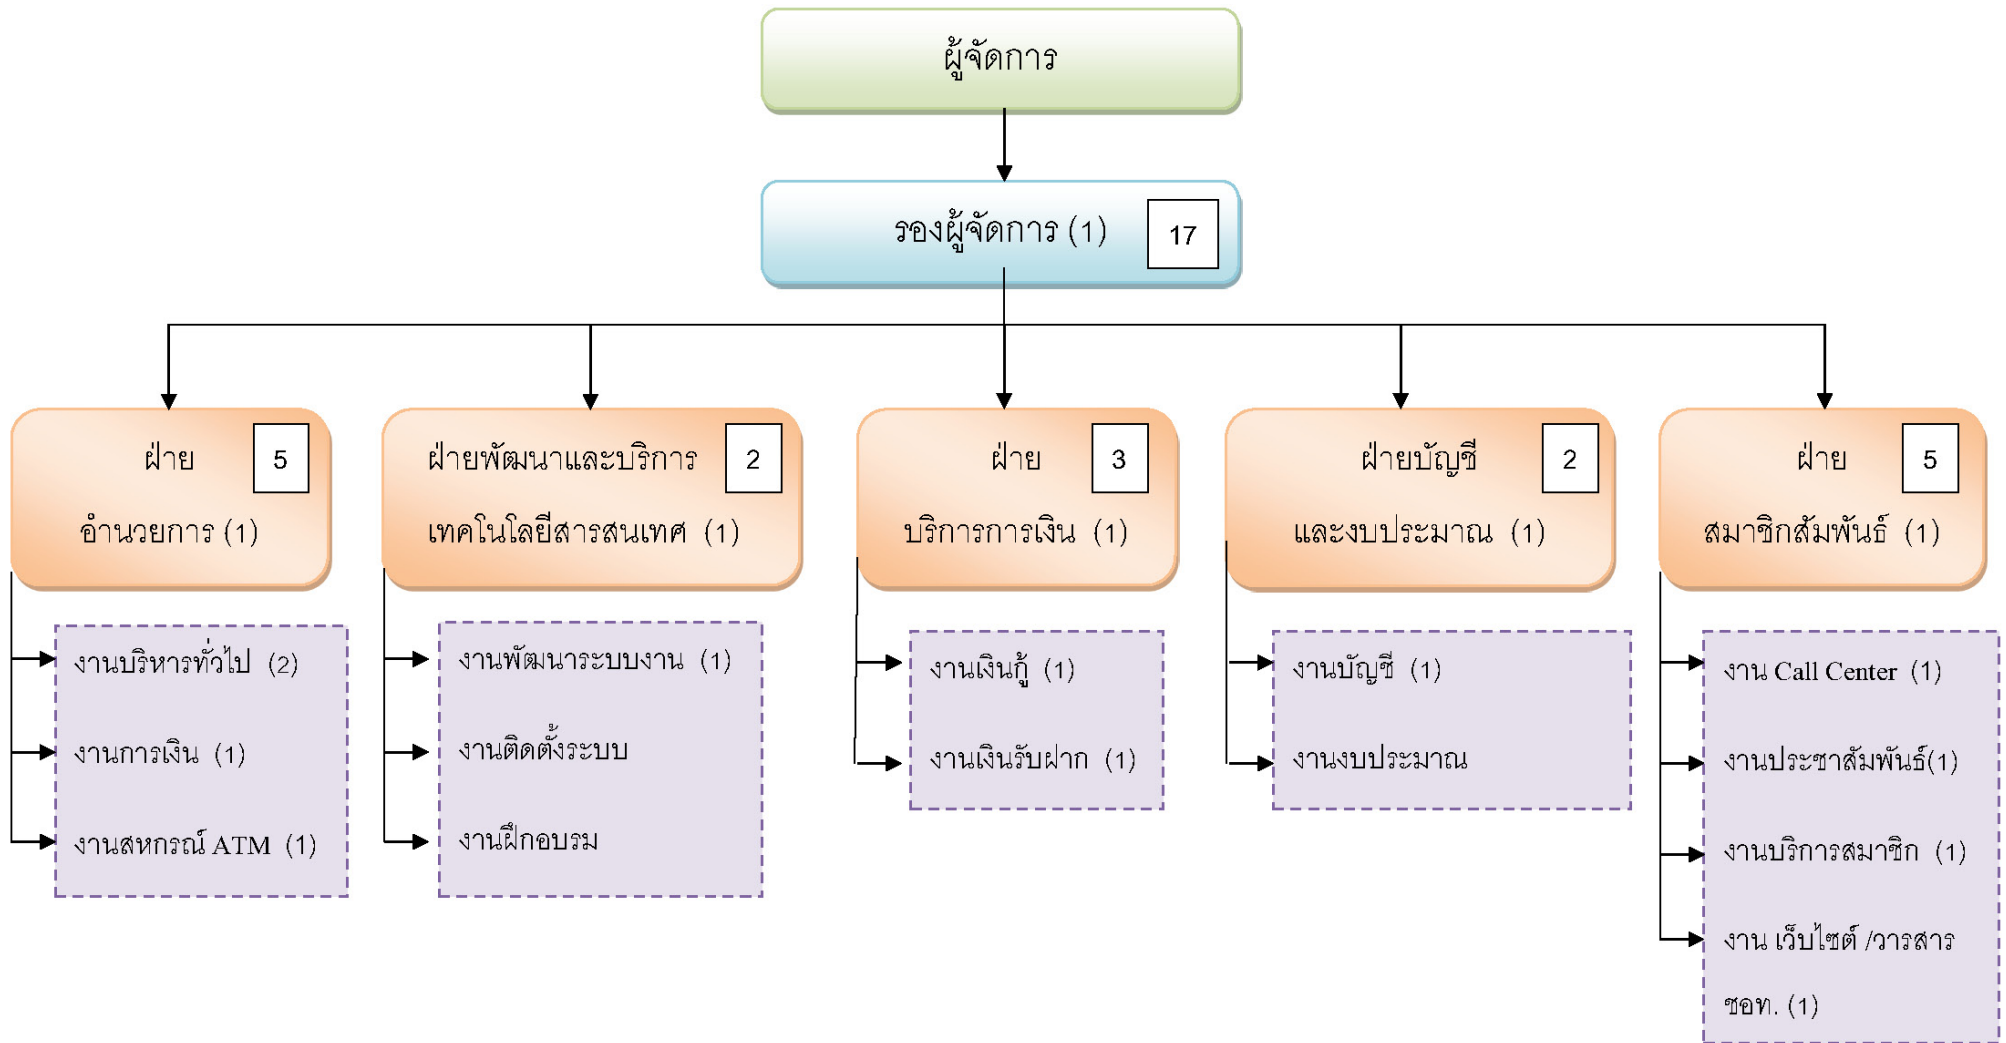 ผู้จัดการ
รองผู้จัดการ (1)
17
ฝ่าย
อำนวยการ (1)
5
ฝ่ายพัฒนาและบริการ
เทคโนโลยีสารสนเทศ (1)
2
ฝ่าย
บริการการเงิน (1)
3
ฝ่ายบัญชี
และงบประมาณ (1)
2
ฝ่าย
สมาชิกสัมพันธ์ (1)
5
งานบริหารทั่วไป (2)
งานการเงิน (1)
งานสหกรณ์ ATM (1)
งานพัฒนาระบบงาน (1)
งานติดตั้งระบบ
งานฝึกอบรม
งานเงินกู้ (1)
งานเงินรับฝาก (1)
งานบัญชี (1)
งานงบประมาณ
งาน Call Center (1)
งานประชาสัมพันธ์(1)
งานบริการสมาชิก (1)
งาน เว็บไซต์ /วารสาร
ชอท. (1)